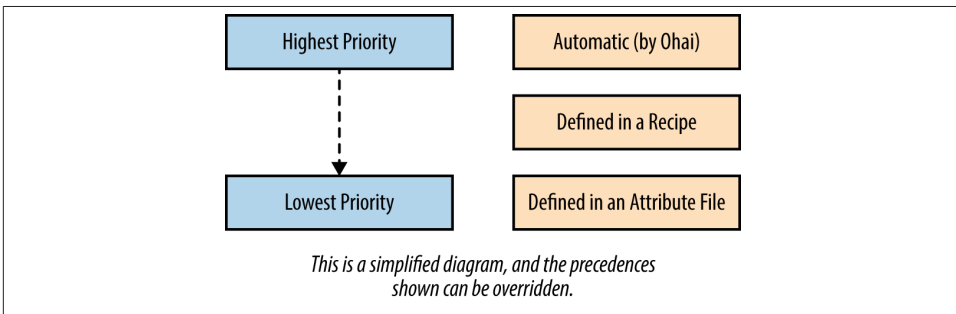 Highest Priority
Automatic (by Ohai)
Defined in a Recipe
Lowest Priority
Defined in an Attribute File
This is a simplified diagram, and the precedences
shown can be overridden.